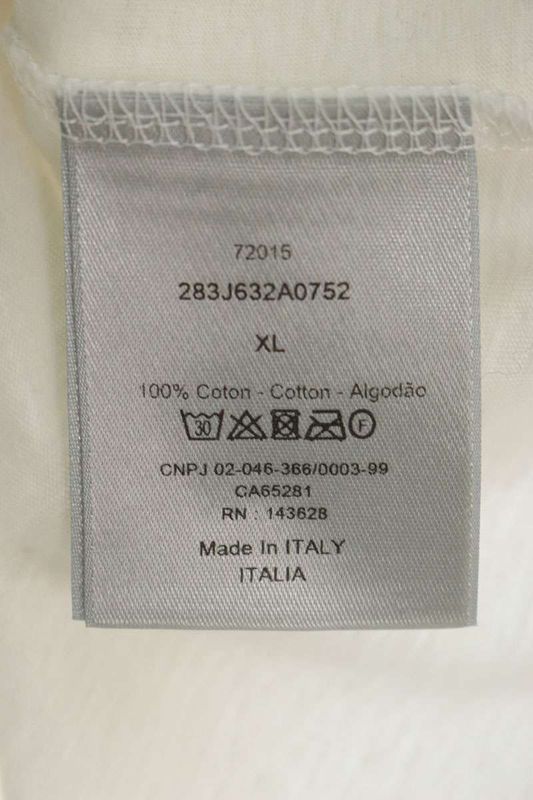 72015
283J632A0752
XL
100% Coton - Cotton - Algodão
30 F
CNPJ 02-046-366/0003-99
CA65281
RN : 143628
Made In ITALY
ITALIA